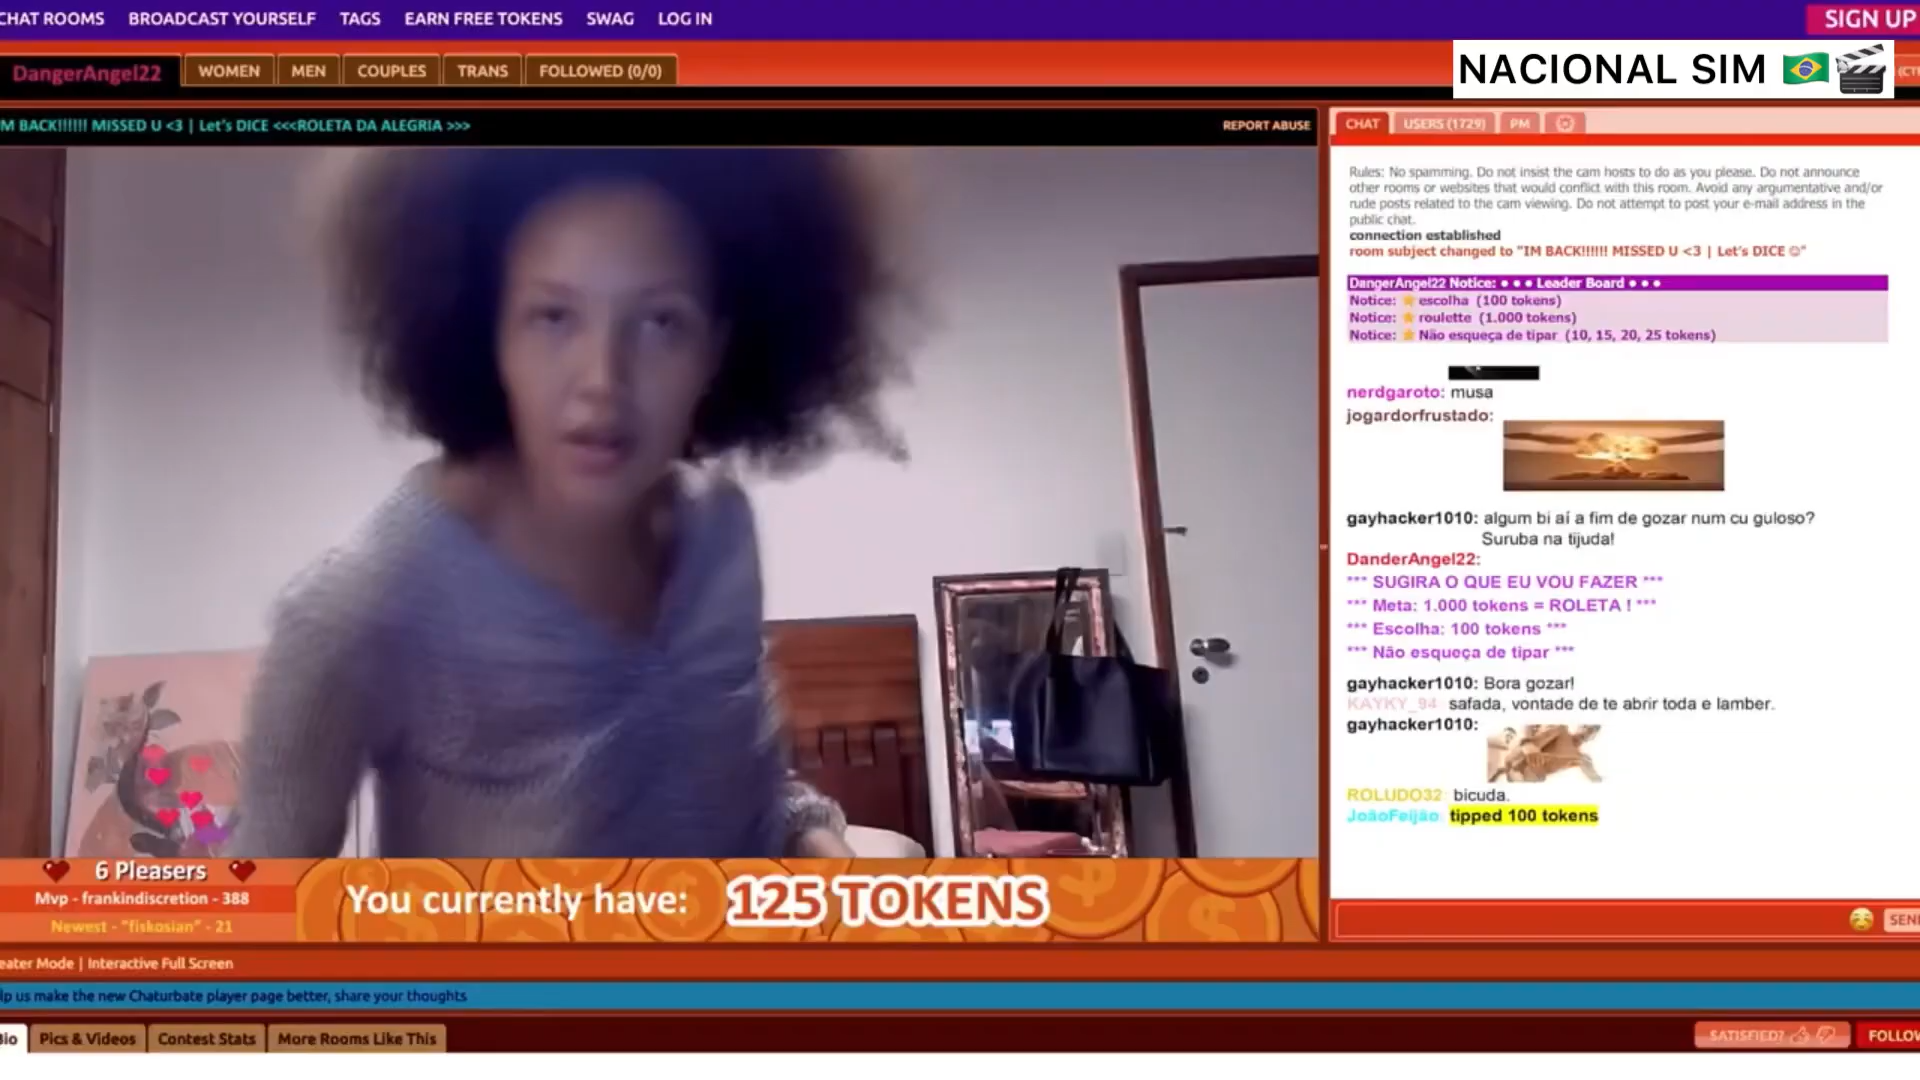 CHAT ROOMS BROADCAST YOURSELF TAGS EARN FREE TOKENS SWAG LOG IN
SIGN UP
DangerAngel22 WOMEN MEN COUPLES TRANS FOLLOWED (0/0)
NACIONAL SIM 🇧🇷🎬
M BACK!!!!!! MISSED U <3 | Let's DICE <<<ROLETA DA ALEGRIA >>>
REPORT ABUSE
CHAT USERS (1729) PM
Rules: No spamming. Do not insist the cam hosts to do as you please. Do not announce
other rooms or websites that would conflict with this room. Avoid any argumentative and/or
rude posts related to the cam viewing. Do not attempt to post your e-mail address in the
public chat.
connection established
room subject changed to "IM BACK!!!!!! MISSED U <3 | Let's DICE ☺"
DangerAngel22 Notice: • • • Leader Board • • •
Notice: ⭐ escolha (100 tokens)
Notice: ⭐ roulette (1.000 tokens)
Notice: ⭐ Não esqueça de tipar (10, 15, 20, 25 tokens)
nerdgaroto: musa
jogardorfrustado:
gayhacker1010: algum bi aí a fim de gozar num cu guloso?
Suruba na tijuda!
DanderAngel22:
*** SUGIRA O QUE EU VOU FAZER ***
*** Meta: 1.000 tokens = ROLETA ! ***
*** Escolha: 100 tokens ***
*** Não esqueça de tipar ***
gayhacker1010: Bora gozar!
KAYKY_94: safada, vontade de te abrir toda e lamber.
gayhacker1010:
ROLUDO32: bicuda.
JoãoFeijão: tipped 100 tokens
SEN
6 Pleasers
Mvp - frankindiscretion - 388
Newest - "fiskosian" - 21
You currently have: 125 TOKENS
eater Mode | Interactive Full Screen
lp us make the new Chaturbate player page better, share your thoughts
Bio Pics & Videos Contest Stats More Rooms Like This
SATISFIED? FOLLOW